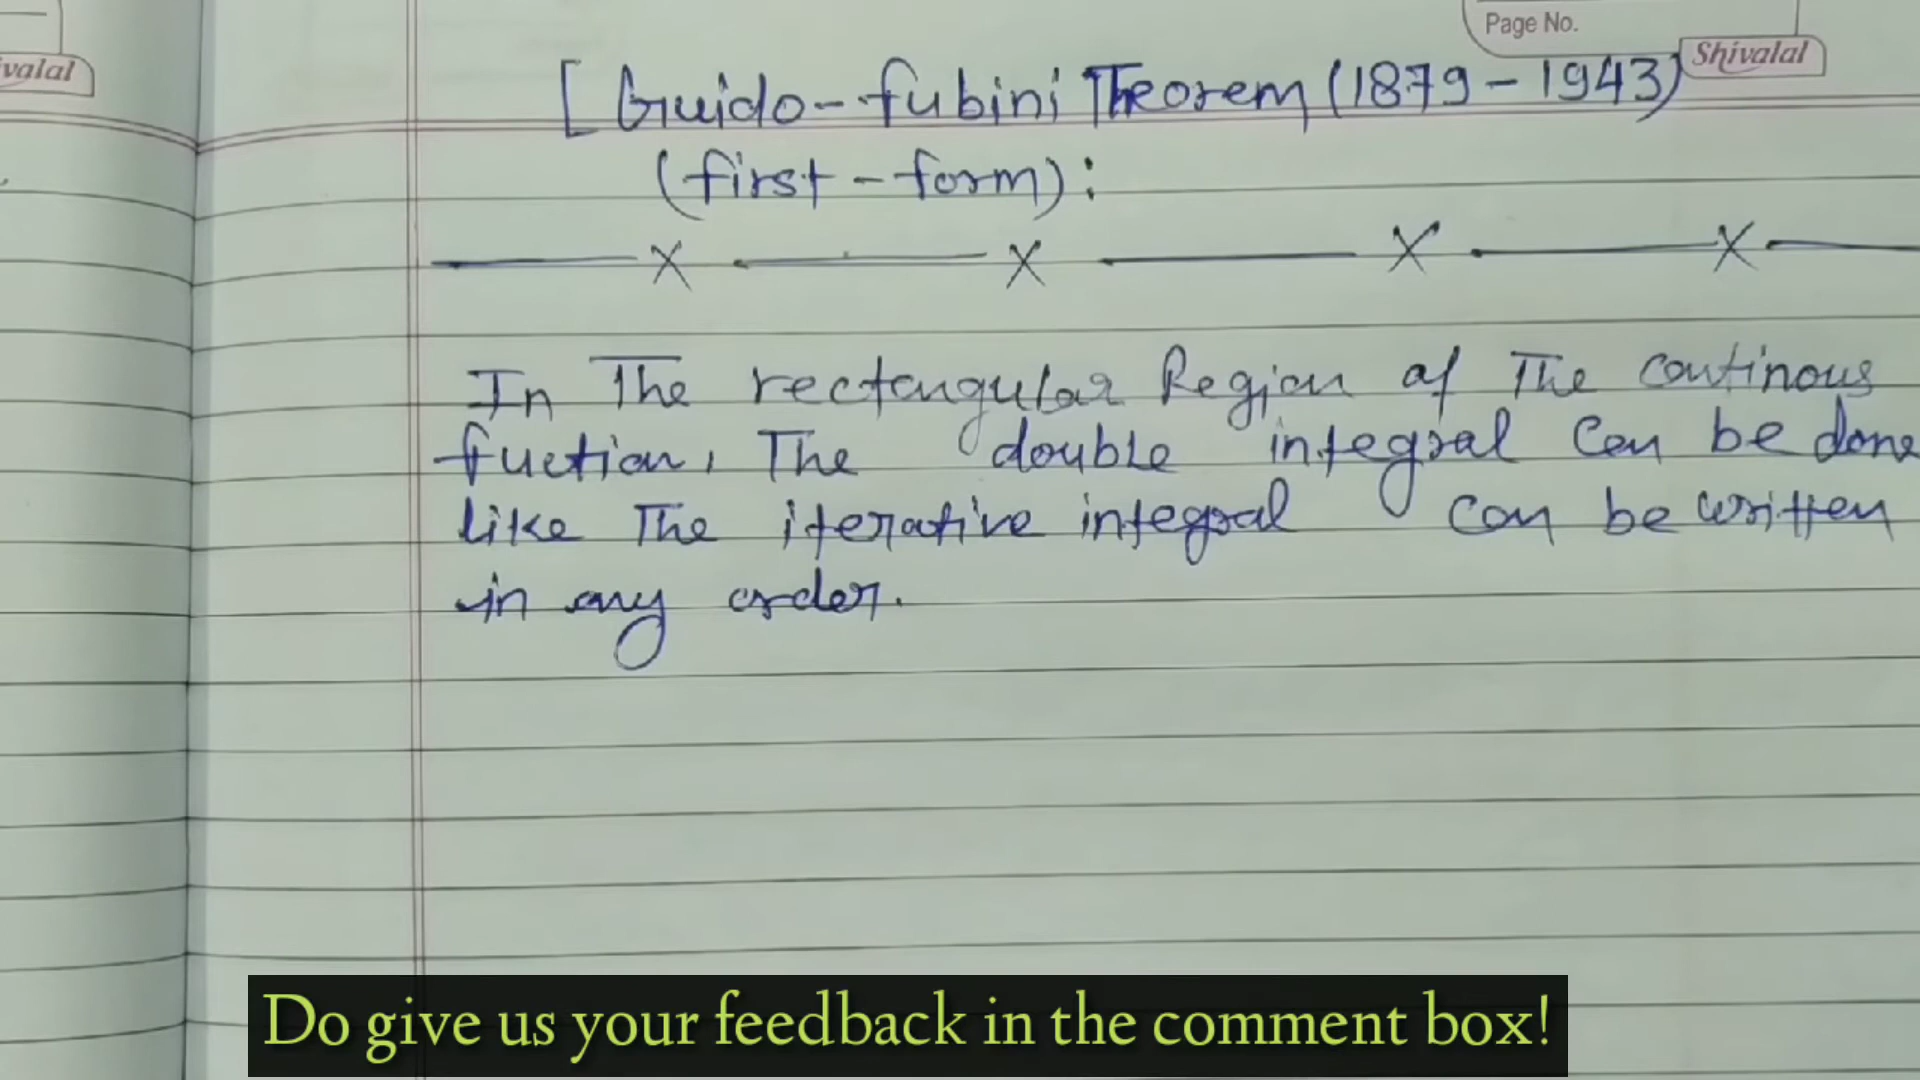 Page No.
Shivalal
valal
[ Guido-fubini Theorem (1879-1943)
(first-form):
In The rectangular Region of The continous
fuction, The double integral can be done
like The iterative integral can be written
in any order.
Do give us your feedback in the comment box!